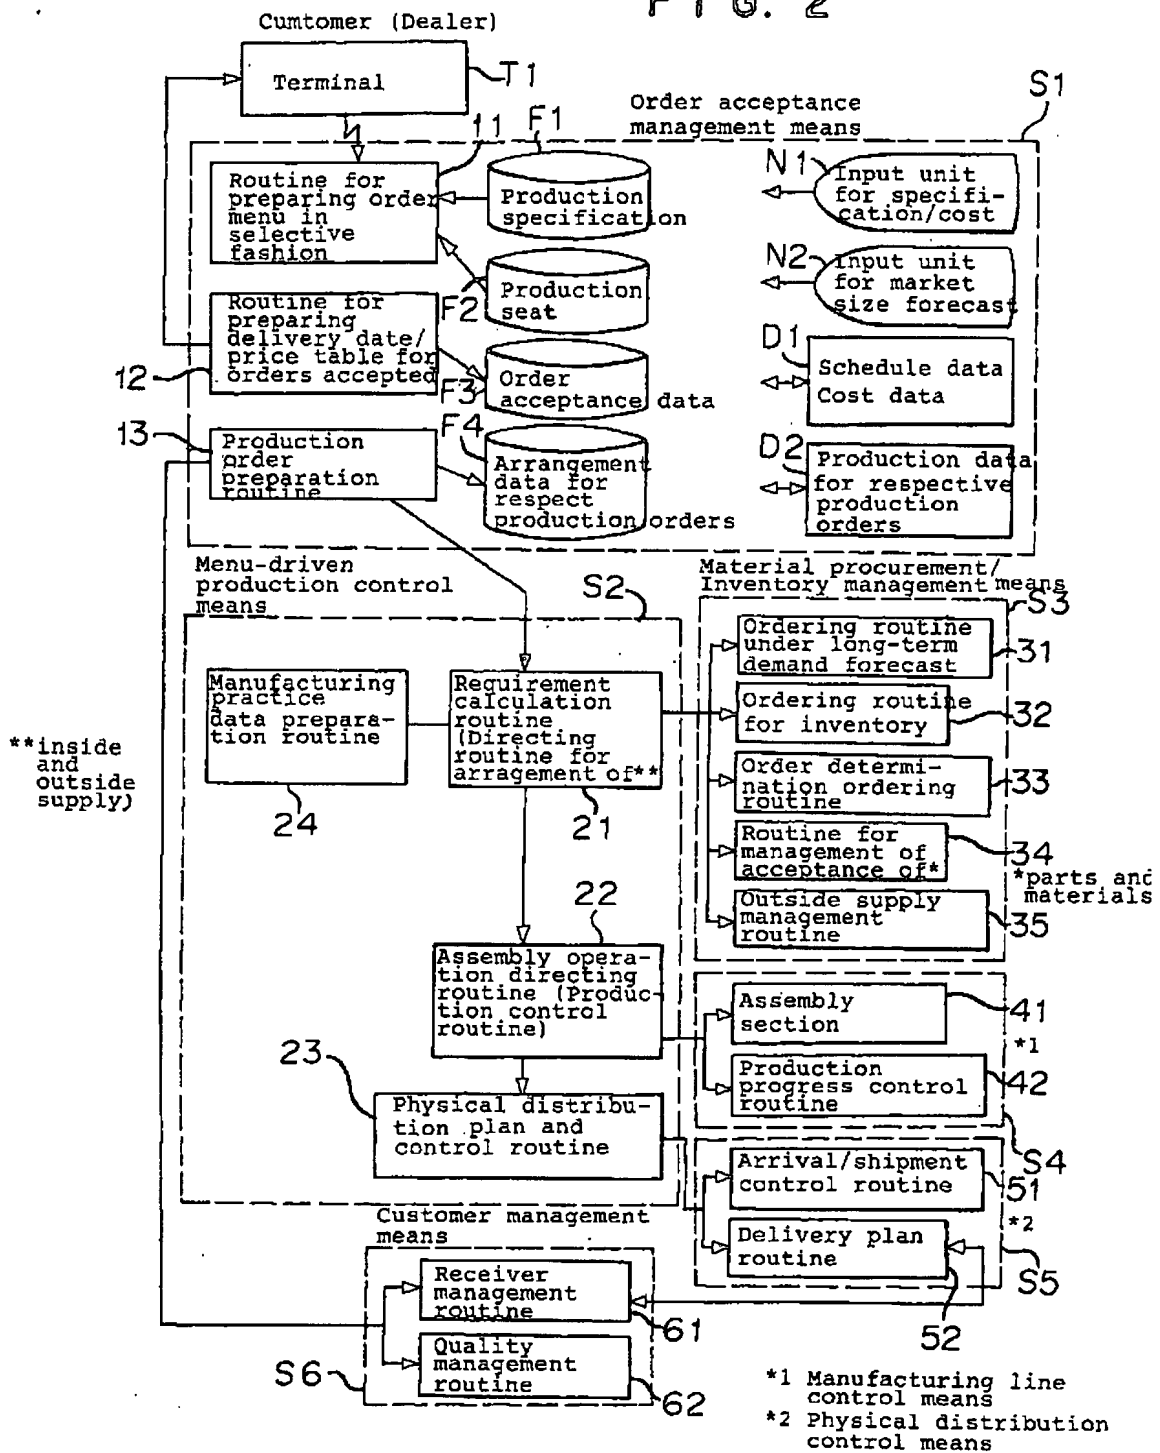 FIG. 2
Cumtomer (Dealer)
Terminal
T1
Order acceptance
management means
S1
11
F1
Routine for
preparing order
menu in
selective
fashion
Production
specification
N1
Input unit
for specifi-
cation/cost
F2
Production
seat
N2
Input unit
for market
size forecast
12
Routine for
preparing
delivery date/
price table for
orders accepted
F3
Order
acceptance data
D1
Schedule data
Cost data
13
Production
order
preparation
routine
F4
Arrangement
data for
respect
production orders
D2
Production data
for respective
production
orders
Menu-driven
production control
means
S2
Material procurement/
Inventory management means
S3
Manufacturing
practice
data prepara-
tion routine
24
Requirement
calculation
routine
(Directing
routine for
arragement of**
21
**inside
and
outside
supply)
Ordering routine
under long-term
demand forecast
31
Ordering routine
for inventory
32
Order determi-
nation ordering
routine
33
Routine for
management of
acceptance of*
34
*parts and
materials
Outside supply
management
routine
35
22
Assembly opera-
tion directing
routine (Produc-
tion control
routine)
Assembly
section
41
*1
Production
progress control
routine
42
S4
23
Physical distribu-
tion plan and
control routine
Arrival/shipment
control routine
51
*2
Delivery plan
routine
52
S5
Customer management
means
Receiver
management
routine
61
Quality
management
routine
62
S6
*1 Manufacturing line
control means
*2 Physical distribution
control means